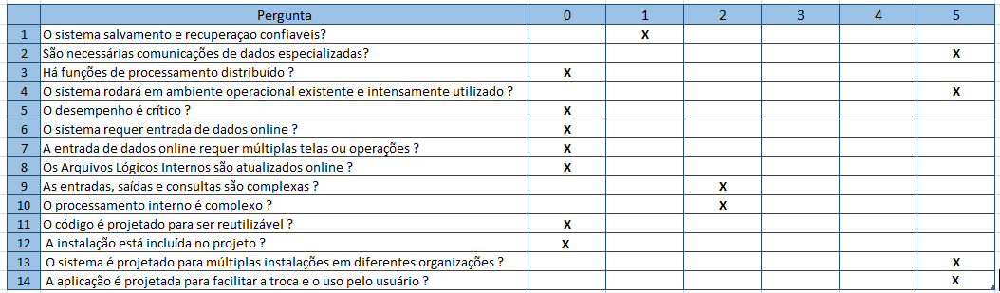 Pergunta 0 1 2 3 4 5
1 O sistema salvamento e recuperaçao confiaveis? X
2 São necessárias comunicações de dados especializadas? X
3 Há funções de processamento distribuído ? X
4 O sistema rodará em ambiente operacional existente e intensamente utilizado ? X
5 O desempenho é crítico ? X
6 O sistema requer entrada de dados online ? X
7 A entrada de dados online requer múltiplas telas ou operações ? X
8 Os Arquivos Lógicos Internos são atualizados online ? X
9 As entradas, saídas e consultas são complexas ? X
10 O processamento interno é complexo ? X
11 O código é projetado para ser reutilizável ? X
12 A instalação está incluída no projeto ? X
13 O sistema é projetado para múltiplas instalações em diferentes organizações ? X
14 A aplicação é projetada para facilitar a troca e o uso pelo usuário ? X